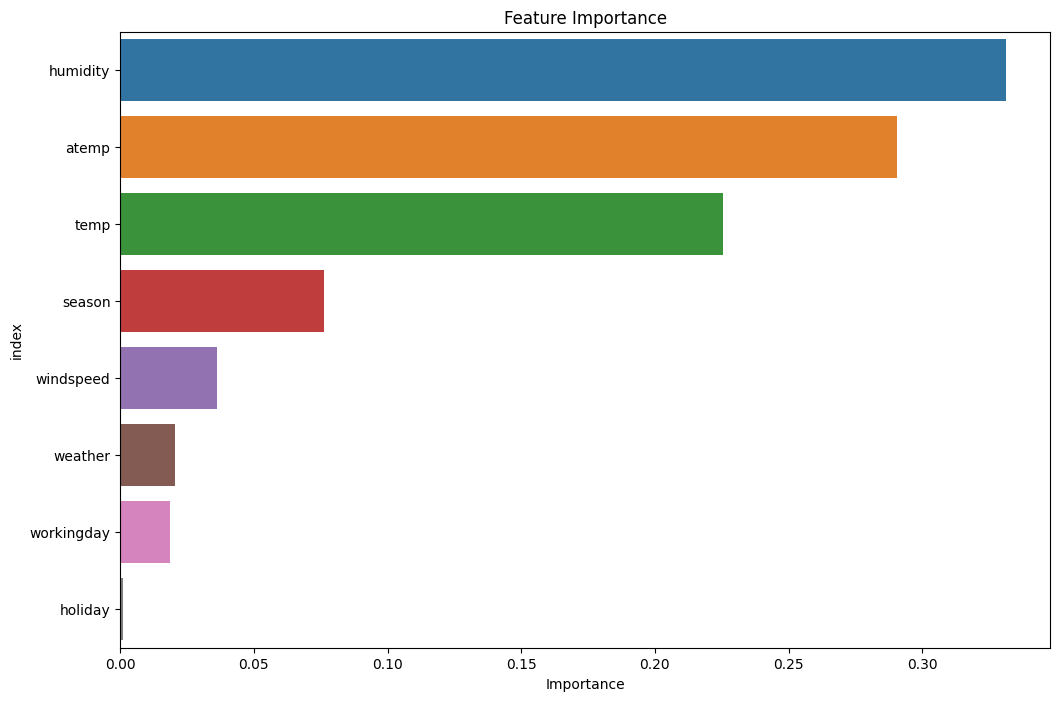 Feature Importance
humidity
atemp
temp
season
windspeed
weather
workingday
holiday
index
0.00 0.05 0.10 0.15 0.20 0.25 0.30
Importance